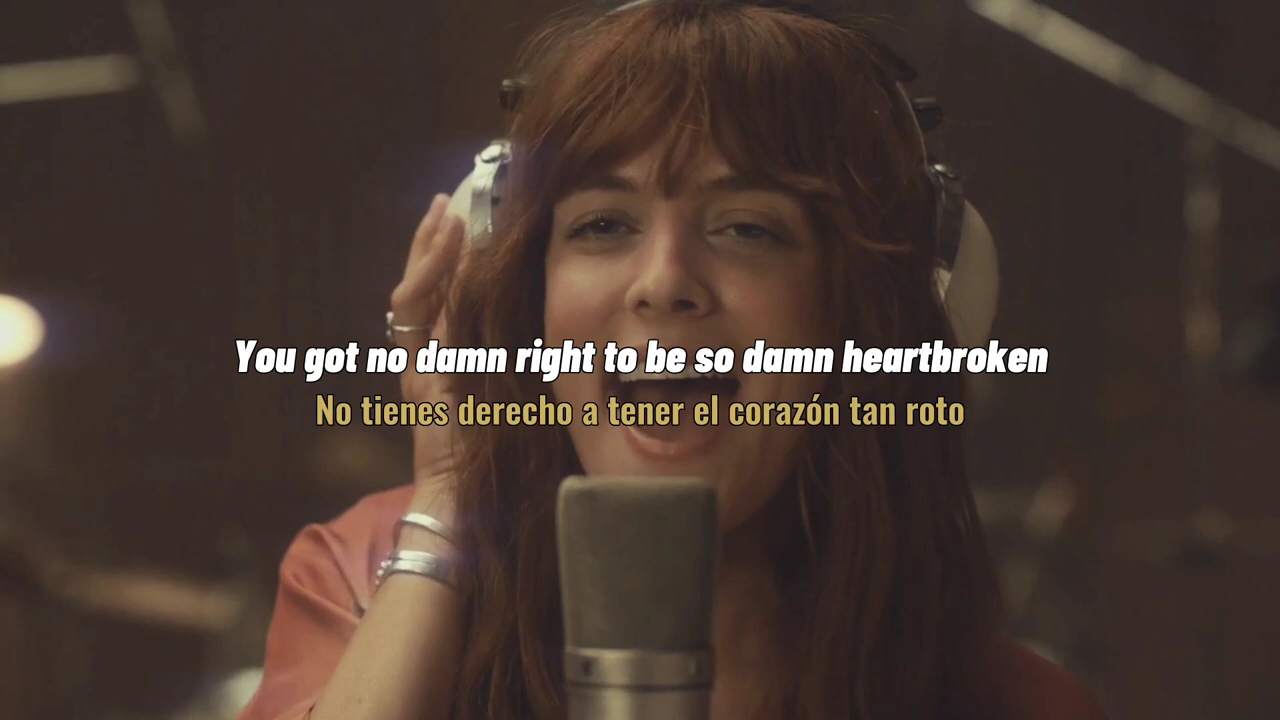 You got no damn right to be so damn heartbroken
No tienes derecho a tener el corazón tan roto